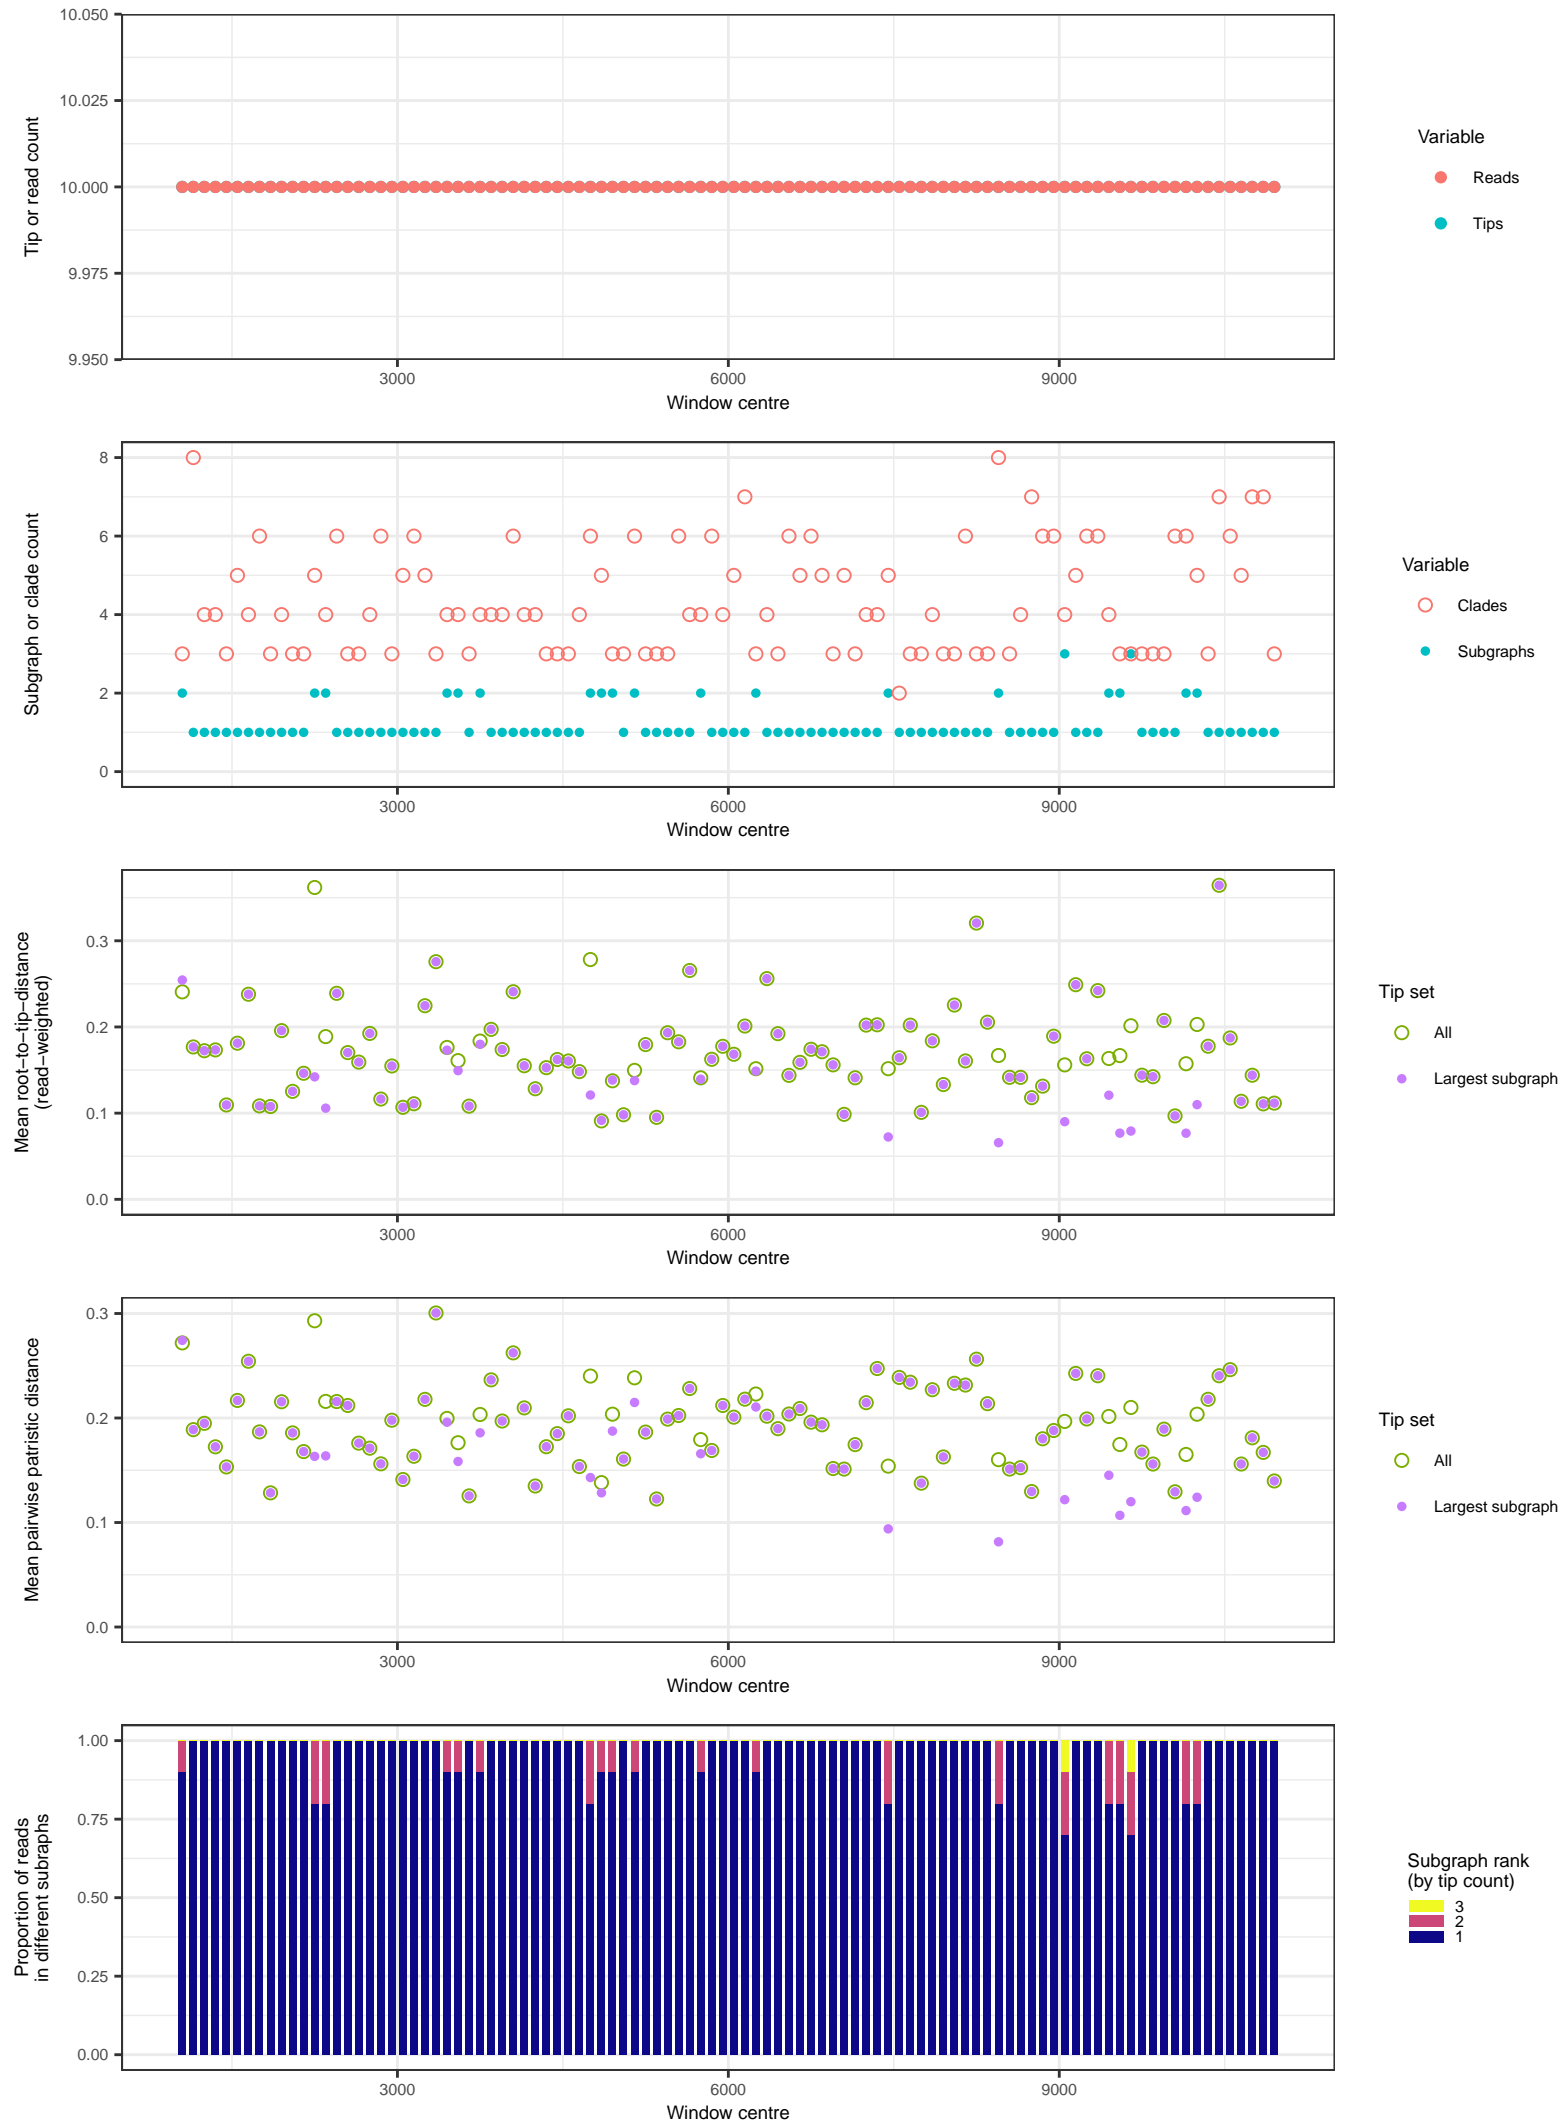 10.050
10.025
10.000
9.975
9.950
Tip or read count
3000 6000 9000
Window centre
Variable
Reads
Tips
8
6
4
2
0
Subgraph or clade count
3000 6000 9000
Window centre
Variable
Clades
Subgraphs
0.3
0.2
0.1
0.0
Mean root−to−tip−distance
(read−weighted)
3000 6000 9000
Window centre
Tip set
All
Largest subgraph
0.3
0.2
0.1
0.0
Mean pairwise patristic distance
3000 6000 9000
Window centre
Tip set
All
Largest subgraph
1.00
0.75
0.50
0.25
0.00
Proportion of reads
in different subraphs
3000 6000 9000
Window centre
Subgraph rank
(by tip count)
3
2
1